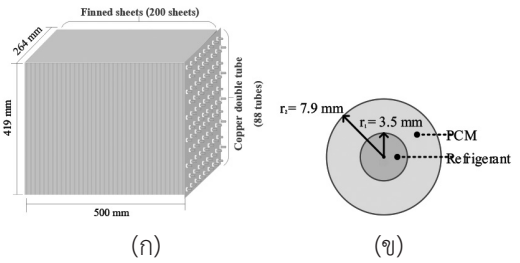 Finned sheets (200 sheets)
264 mm
419 mm
Copper double tube
(88 tubes)
500 mm
r₂= 7.9 mm
r₁= 3.5 mm
PCM
Refrigerant
(ก)
(ข)